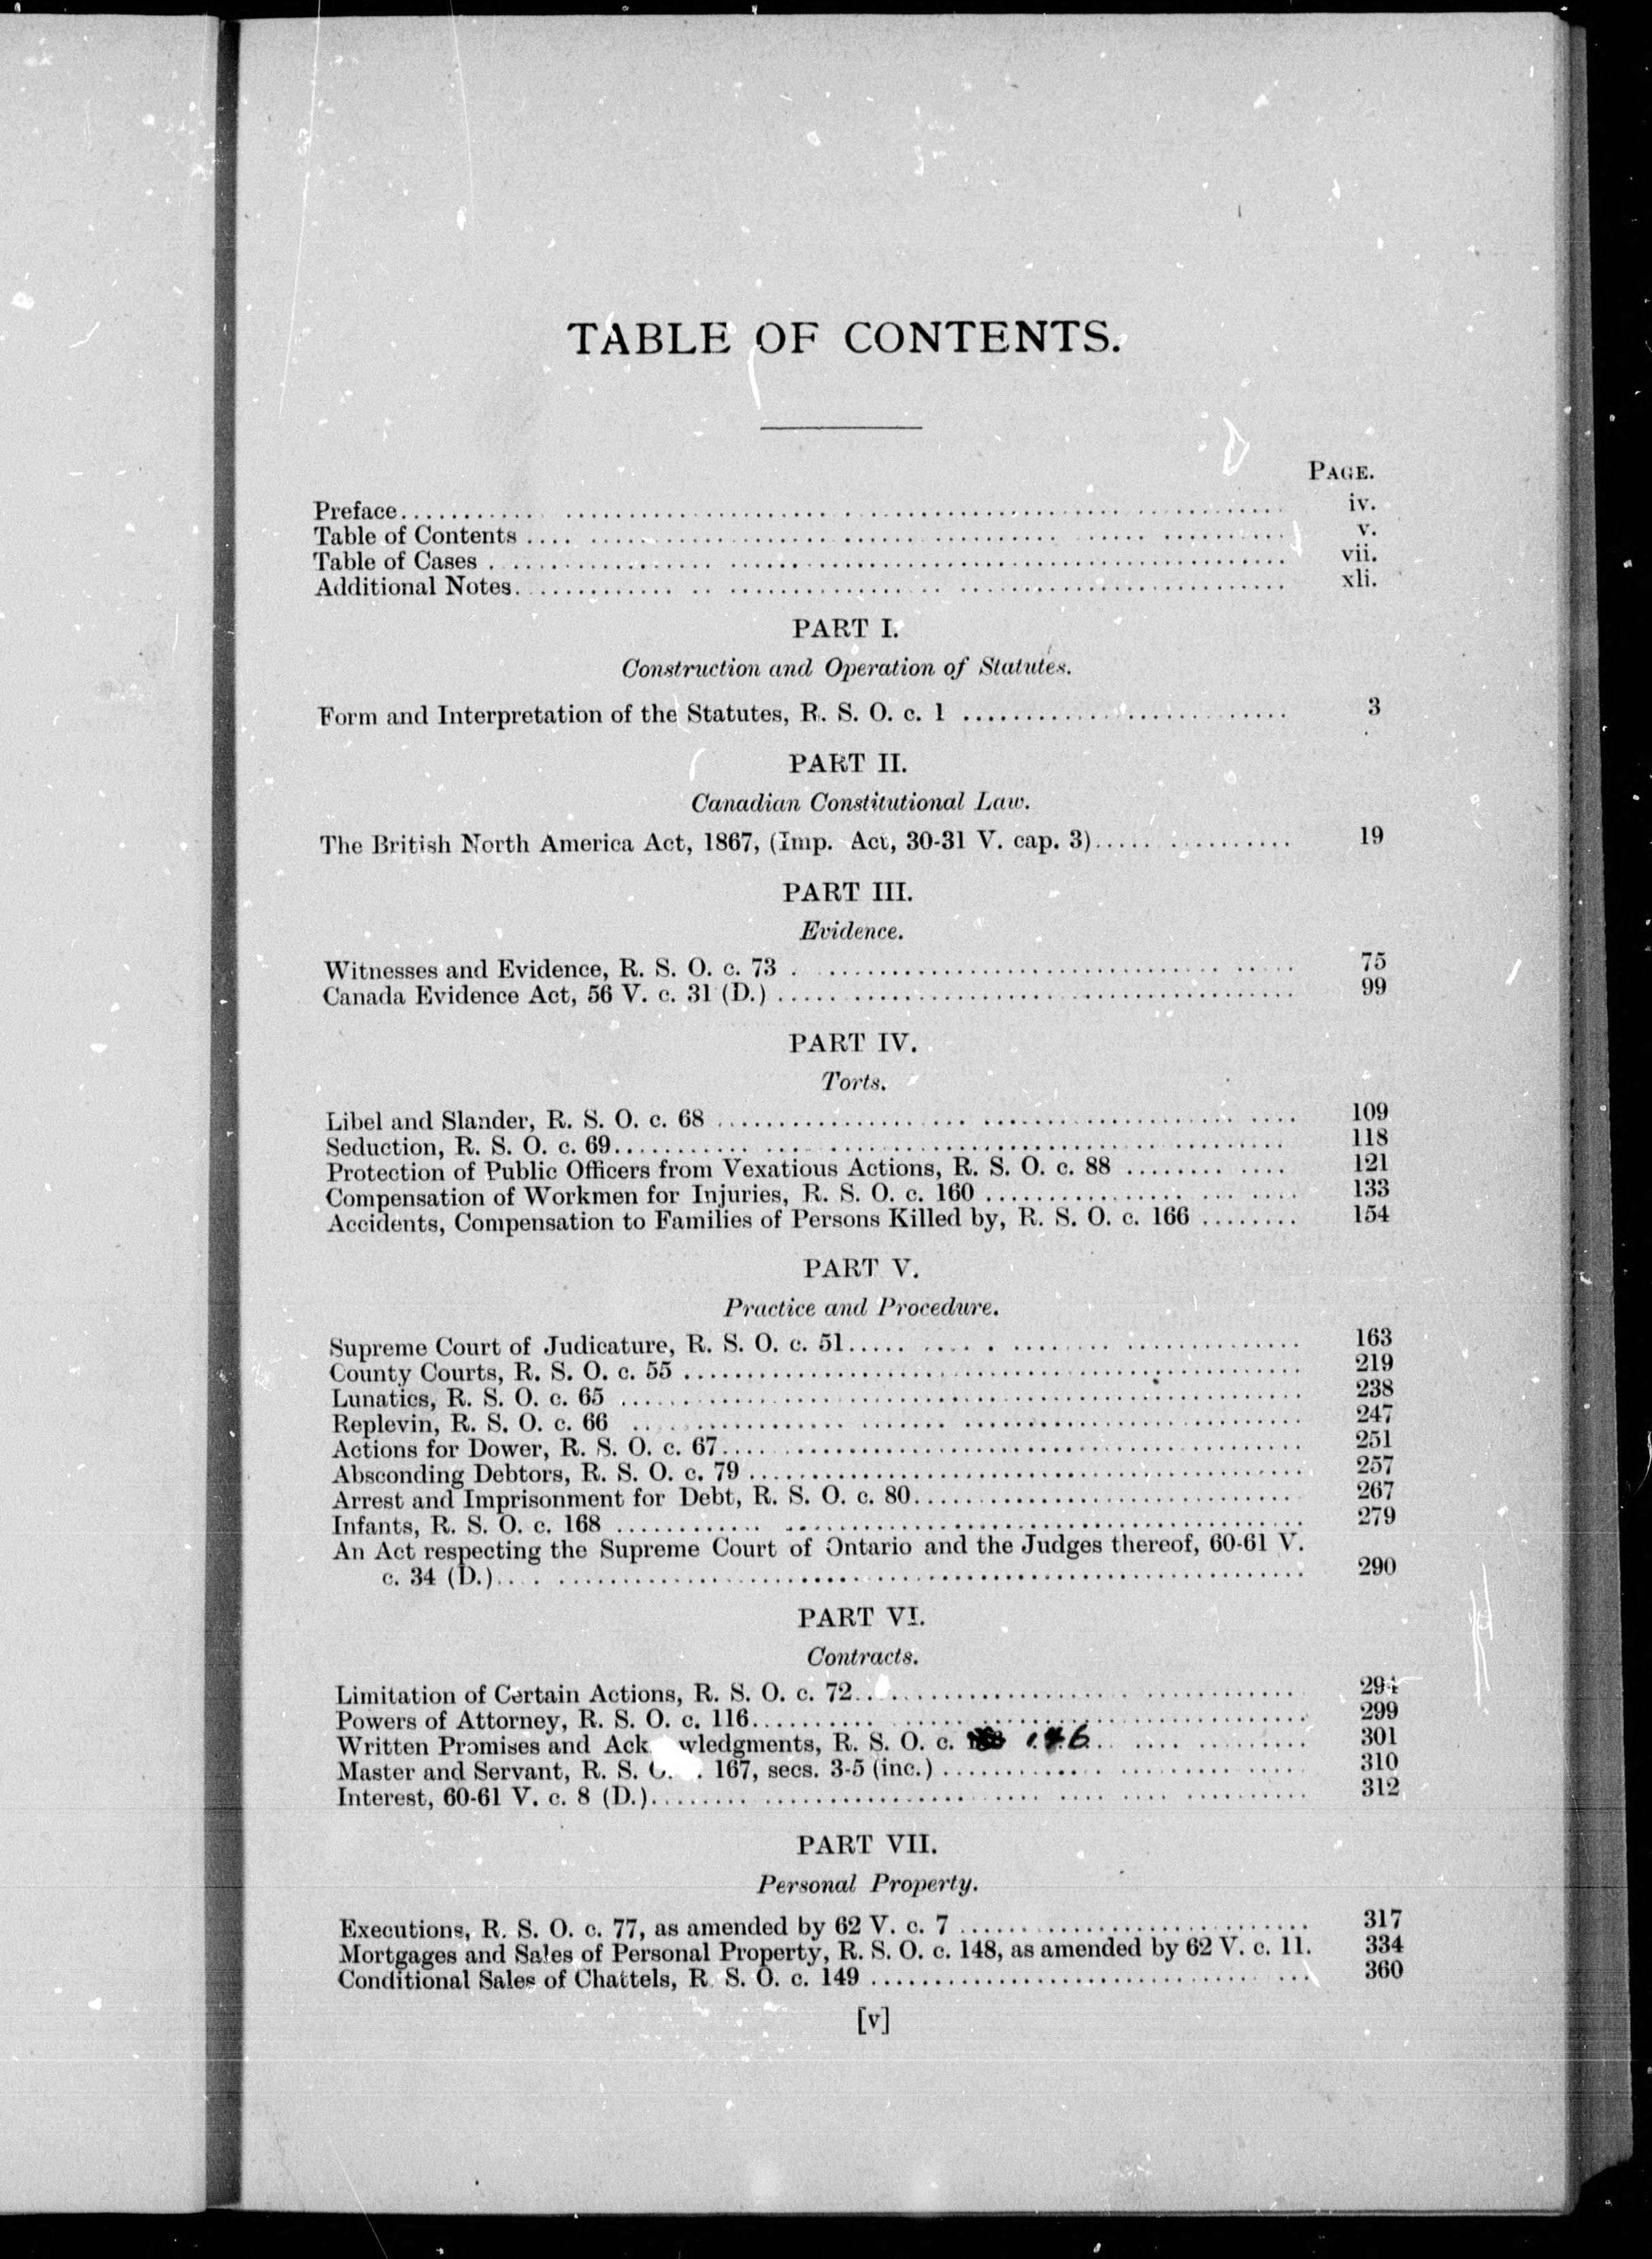 TABLE OF CONTENTS.
PAGE.
Preface iv.
Table of Contents v.
Table of Cases vii.
Additional Notes xli.
PART I.
Construction and Operation of Statutes.
Form and Interpretation of the Statutes, R. S. O. c. 1 3
PART II.
Canadian Constitutional Law.
The British North America Act, 1867, (Imp. Act, 30-31 V. cap. 3) 19
PART III.
Evidence.
Witnesses and Evidence, R. S. O. c. 73 75
Canada Evidence Act, 56 V. c. 31 (D.) 99
PART IV.
Torts.
Libel and Slander, R. S. O. c. 68 109
Seduction, R. S. O. c. 69 118
Protection of Public Officers from Vexatious Actions, R. S. O. c. 88 121
Compensation of Workmen for Injuries, R. S. O. c. 160 133
Accidents, Compensation to Families of Persons Killed by, R. S. O. c. 166 154
PART V.
Practice and Procedure.
Supreme Court of Judicature, R. S. O. c. 51 163
County Courts, R. S. O. c. 55 219
Lunatics, R. S. O. c. 65 238
Replevin, R. S. O. c. 66 247
Actions for Dower, R. S. O. c. 67 251
Absconding Debtors, R. S. O. c. 79 257
Arrest and Imprisonment for Debt, R. S. O. c. 80 267
Infants, R. S. O. c. 168 279
An Act respecting the Supreme Court of Ontario and the Judges thereof, 60-61 V.
c. 34 (D.) 290
PART VI.
Contracts.
Limitation of Certain Actions, R. S. O. c. 72 294
Powers of Attorney, R. S. O. c. 116 299
Written Promises and Ack wledgments, R. S. O. c. 301
Master and Servant, R. S. 167, secs. 3-5 (inc.) 310
Interest, 60-61 V. c. 8 (D.) 312
PART VII.
Personal Property.
Executions, R. S. O. c. 77, as amended by 62 V. c. 7 317
Mortgages and Sales of Personal Property, R. S. O. c. 148, as amended by 62 V. c. 11. 334
Conditional Sales of Chattels, R. S. O. c. 149 360
[v]